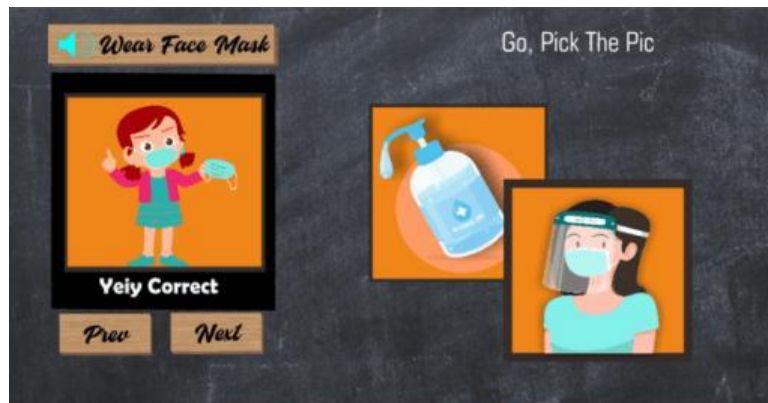 Wear Face Mask
Go, Pick The Pic
Yeiy Correct
Prev
Next